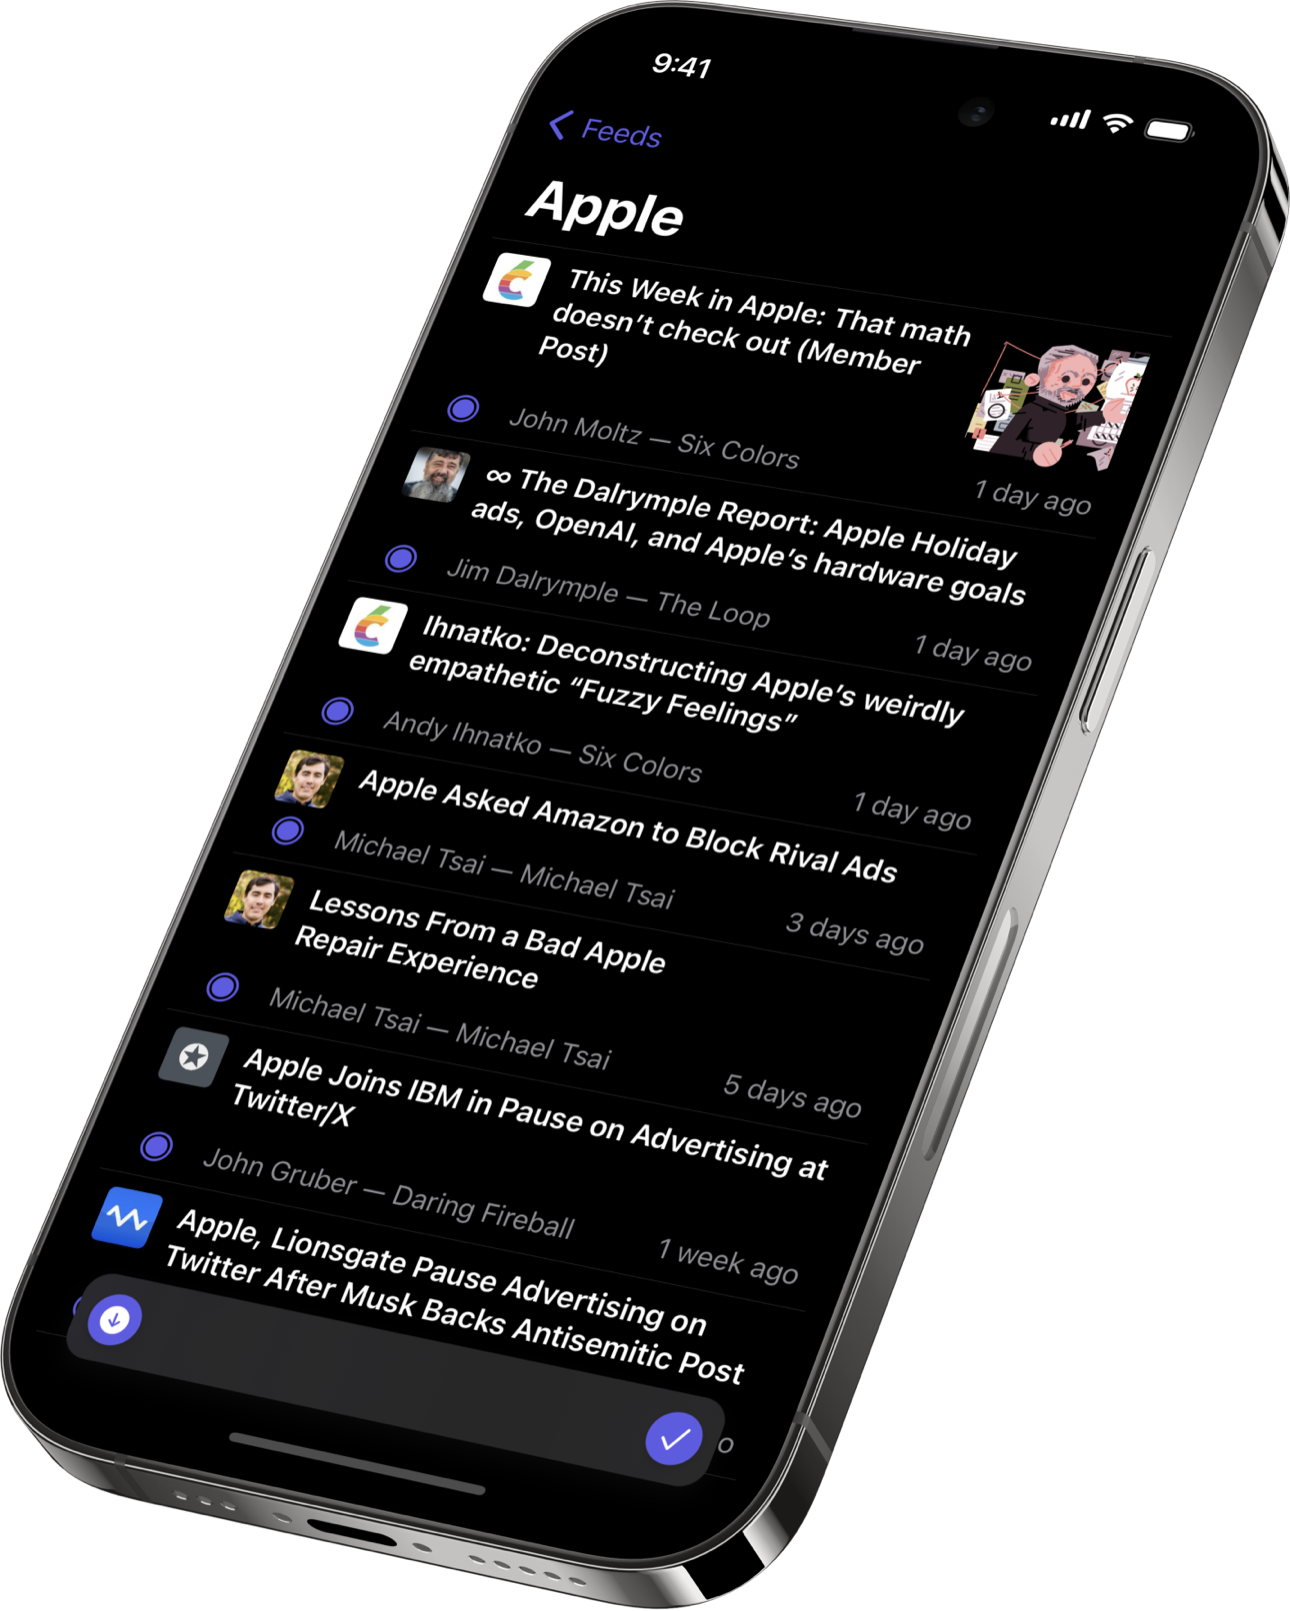 9:41
Feeds
Apple
This Week in Apple: That math
doesn’t check out (Member
Post)
John Moltz — Six Colors
1 day ago
∞ The Dalrymple Report: Apple Holiday
ads, OpenAI, and Apple’s hardware goals
Jim Dalrymple — The Loop
1 day ago
Ihnatko: Deconstructing Apple’s weirdly
empathetic “Fuzzy Feelings”
Andy Ihnatko — Six Colors
1 day ago
Apple Asked Amazon to Block Rival Ads
Michael Tsai — Michael Tsai
3 days ago
Lessons From a Bad Apple
Repair Experience
Michael Tsai — Michael Tsai
5 days ago
Apple Joins IBM in Pause on Advertising at
Twitter/X
John Gruber — Daring Fireball
1 week ago
Apple, Lionsgate Pause Advertising on
Twitter After Musk Backs Antisemitic Post